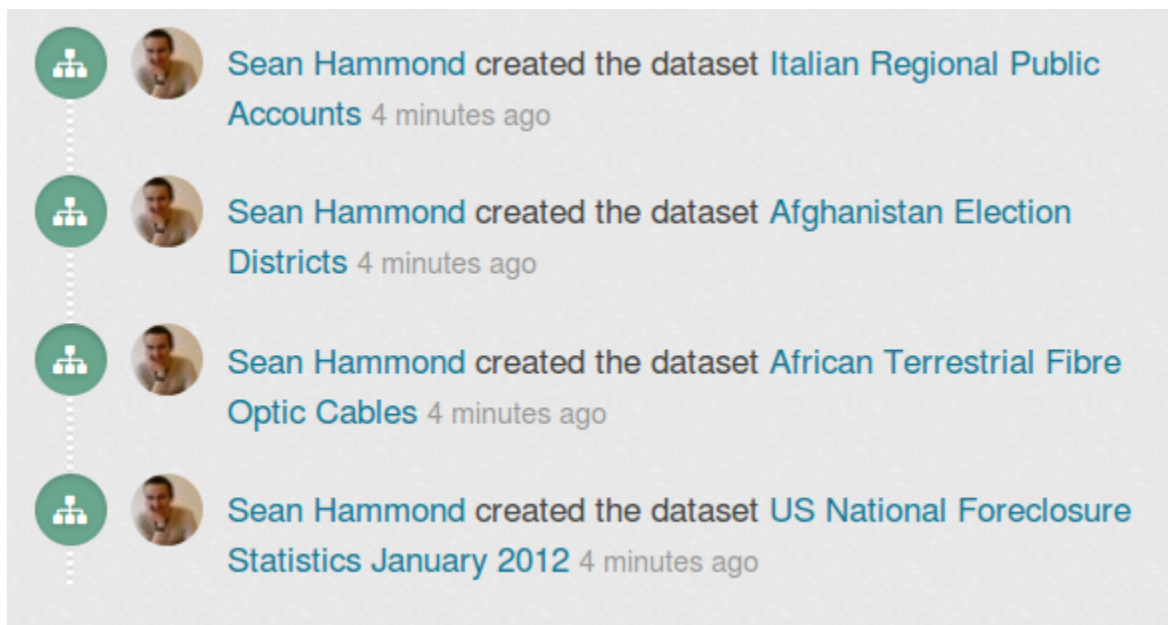 Sean Hammond created the dataset Italian Regional Public
Accounts 4 minutes ago
Sean Hammond created the dataset Afghanistan Election
Districts 4 minutes ago
Sean Hammond created the dataset African Terrestrial Fibre
Optic Cables 4 minutes ago
Sean Hammond created the dataset US National Foreclosure
Statistics January 2012 4 minutes ago